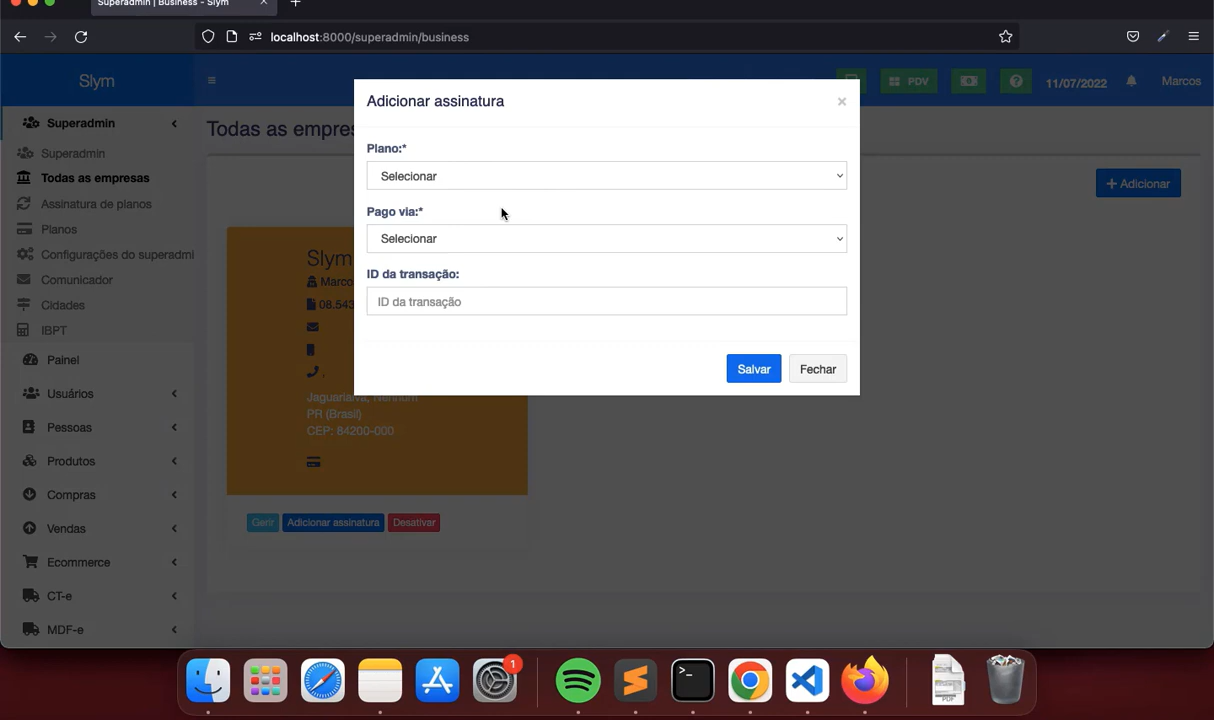 Superadmin | Business - Slym
localhost:8000/superadmin/business
Slym
PDV
11/07/2022
Marcos
Superadmin
Superadmin
Todas as empresas
Assinatura de planos
Planos
Configurações do superadmi
Comunicador
Cidades
IBPT
Painel
Usuários
Pessoas
Produtos
Compras
Vendas
Ecommerce
CT-e
MDF-e
Todas as empre
+ Adicionar
Slym
Marco
08.543
,
Jaguariaíva, Nenhum
PR (Brasil)
CEP: 84200-000
Gerir
Adicionar assinatura
Desativar
Adicionar assinatura
×
Plano:*
Selecionar
Pago via:*
Selecionar
ID da transação:
ID da transação
Salvar
Fechar
1
PDF